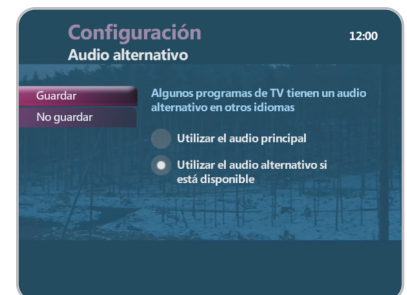 Configuración
12:00
Audio alternativo
Guardar
No guardar
Algunos programas de TV tienen un audio
alternativo en otros idiomas
Utilizar el audio principal
Utilizar el audio alternativo si
está disponible